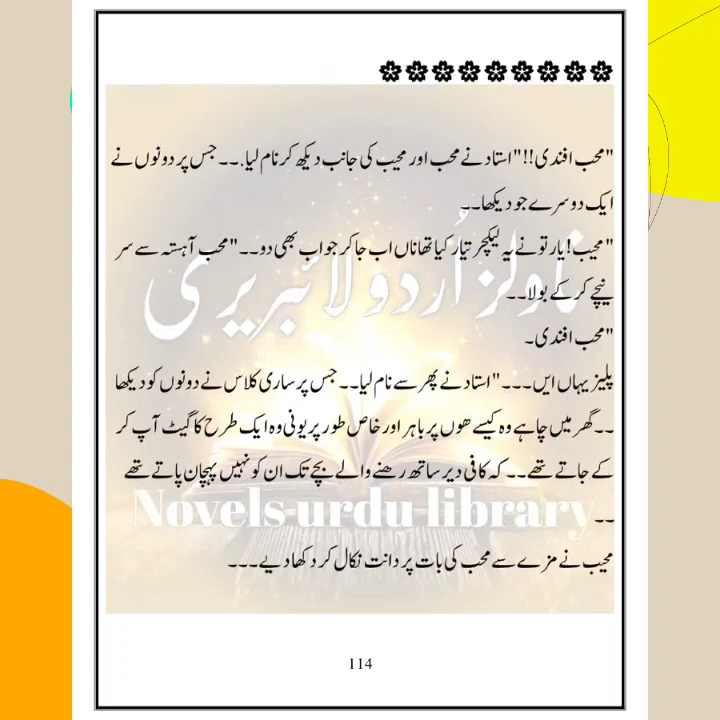 "محب افندی!!" استاد نے محب اور مجیب کی جانب دیکھ کر نام لیا۔۔۔ جس پر دونوں نے
ایک دوسرے جو دیکھا۔۔
"مجیب! یار تو نے یہ لیکچر تیار کیا تھا ناں اب جا کر جواب بھی دو۔۔" محب آہستہ سے سر
نیچے کر کے بولا۔۔
"محب افندی۔
پلیز یہاں ایں۔۔۔" استاد نے پھر سے نام لیا۔۔ جس پر ساری کلاس نے دونوں کو دیکھا
۔۔ گھر میں چاہے وہ کیسے ھوں پر باہر اور خاص طور پر یونی وہ ایک طرح کا گیٹ آپ کر
کے جاتے تھے۔۔ کہ کافی دیر ساتھ رھنے والے بچے تک ان کو نہیں پہچان پاتے تھے
۔۔
مجیب نے مزے سے محب کی بات پر دانت نکال کر دکھا دیے۔۔۔
ناولز اُردو لائبریری
Novels urdu library
114